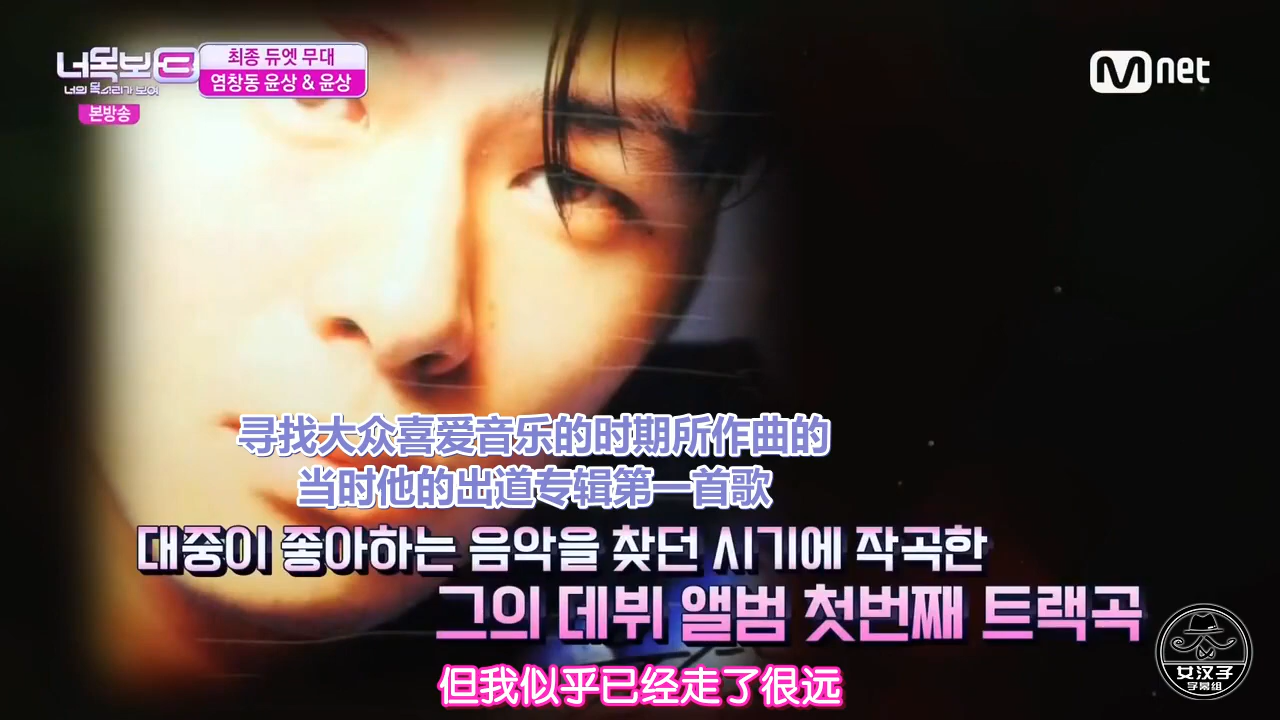 너목보3
너의 목소리가 보여
본방송
최종 듀엣 무대
염창동 윤상 & 윤상
Mnet
寻找大众喜爱音乐的时期所作曲的
当时他的出道专辑第一首歌
대중이 좋아하는 음악을 찾던 시기에 작곡한
그의 데뷔 앨범 첫번째 트랙곡
但我似乎已经走了很远
女汉子
字幕组